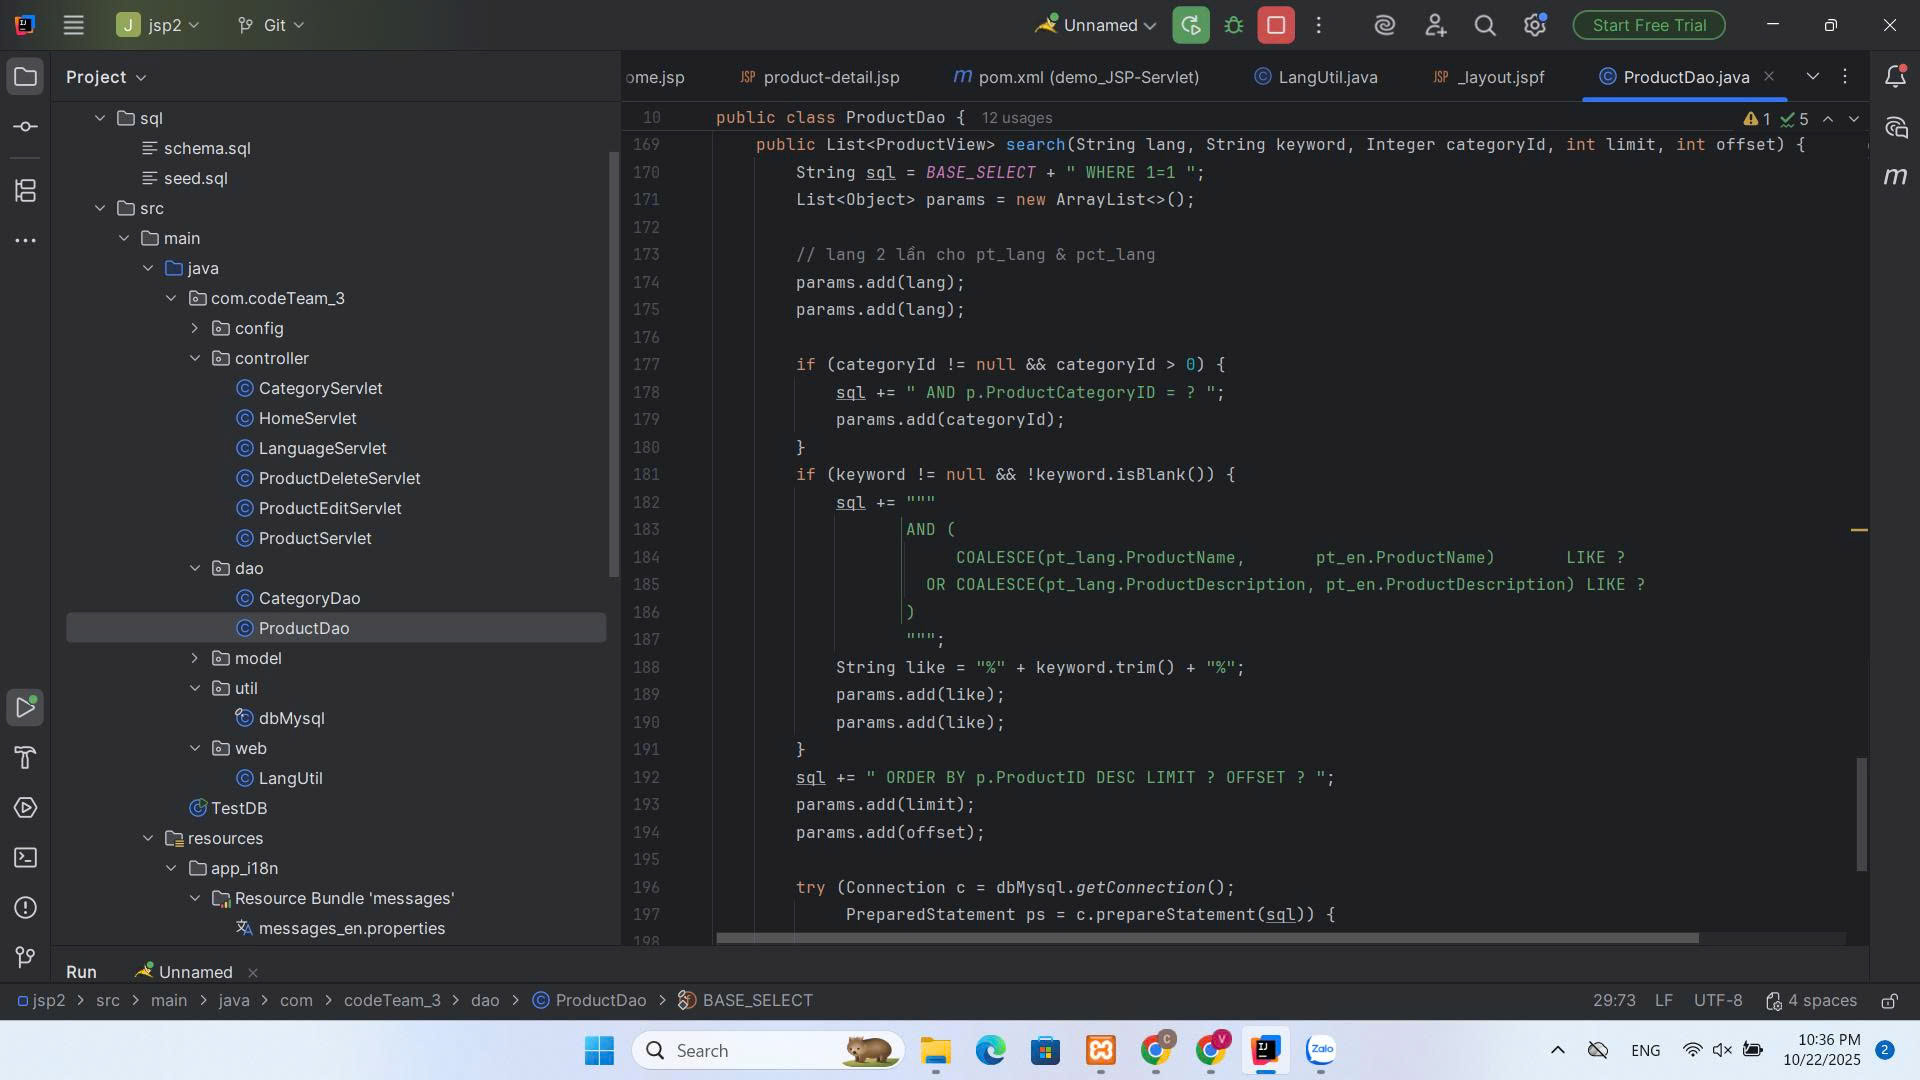 J jsp2 Git Unnamed Start Free Trial
Project
ome.jsp JSP product-detail.jsp m pom.xml (demo_JSP-Servlet) LangUtil.java JSP _layout.jspf ProductDao.java
sql
schema.sql
seed.sql
src
main
java
com.codeTeam_3
config
controller
CategoryServlet
HomeServlet
LanguageServlet
ProductDeleteServlet
ProductEditServlet
ProductServlet
dao
CategoryDao
ProductDao
model
util
dbMysql
web
LangUtil
TestDB
resources
app_i18n
Resource Bundle 'messages'
messages_en.properties
10 public class ProductDao { 12 usages 1 5
169 public List<ProductView> search(String lang, String keyword, Integer categoryId, int limit, int offset) {
170 String sql = BASE_SELECT + " WHERE 1=1 ";
171 List<Object> params = new ArrayList<>();
172
173 // lang 2 lần cho pt_lang & pct_lang
174 params.add(lang);
175 params.add(lang);
176
177 if (categoryId != null && categoryId > 0) {
178 sql += " AND p.ProductCategoryID = ? ";
179 params.add(categoryId);
180 }
181 if (keyword != null && !keyword.isBlank()) {
182 sql += """
183 AND (
184 COALESCE(pt_lang.ProductName, pt_en.ProductName) LIKE ?
185 OR COALESCE(pt_lang.ProductDescription, pt_en.ProductDescription) LIKE ?
186 )
187 """;
188 String like = "%" + keyword.trim() + "%";
189 params.add(like);
190 params.add(like);
191 }
192 sql += " ORDER BY p.ProductID DESC LIMIT ? OFFSET ? ";
193 params.add(limit);
194 params.add(offset);
195
196 try (Connection c = dbMysql.getConnection();
197 PreparedStatement ps = c.prepareStatement(sql)) {
198
m
Run Unnamed
jsp2 > src > main > java > com > codeTeam_3 > dao > ProductDao > BASE_SELECT 29:73 LF UTF-8 4 spaces
Search Zalo ENG 10:36 PM 2
10/22/2025